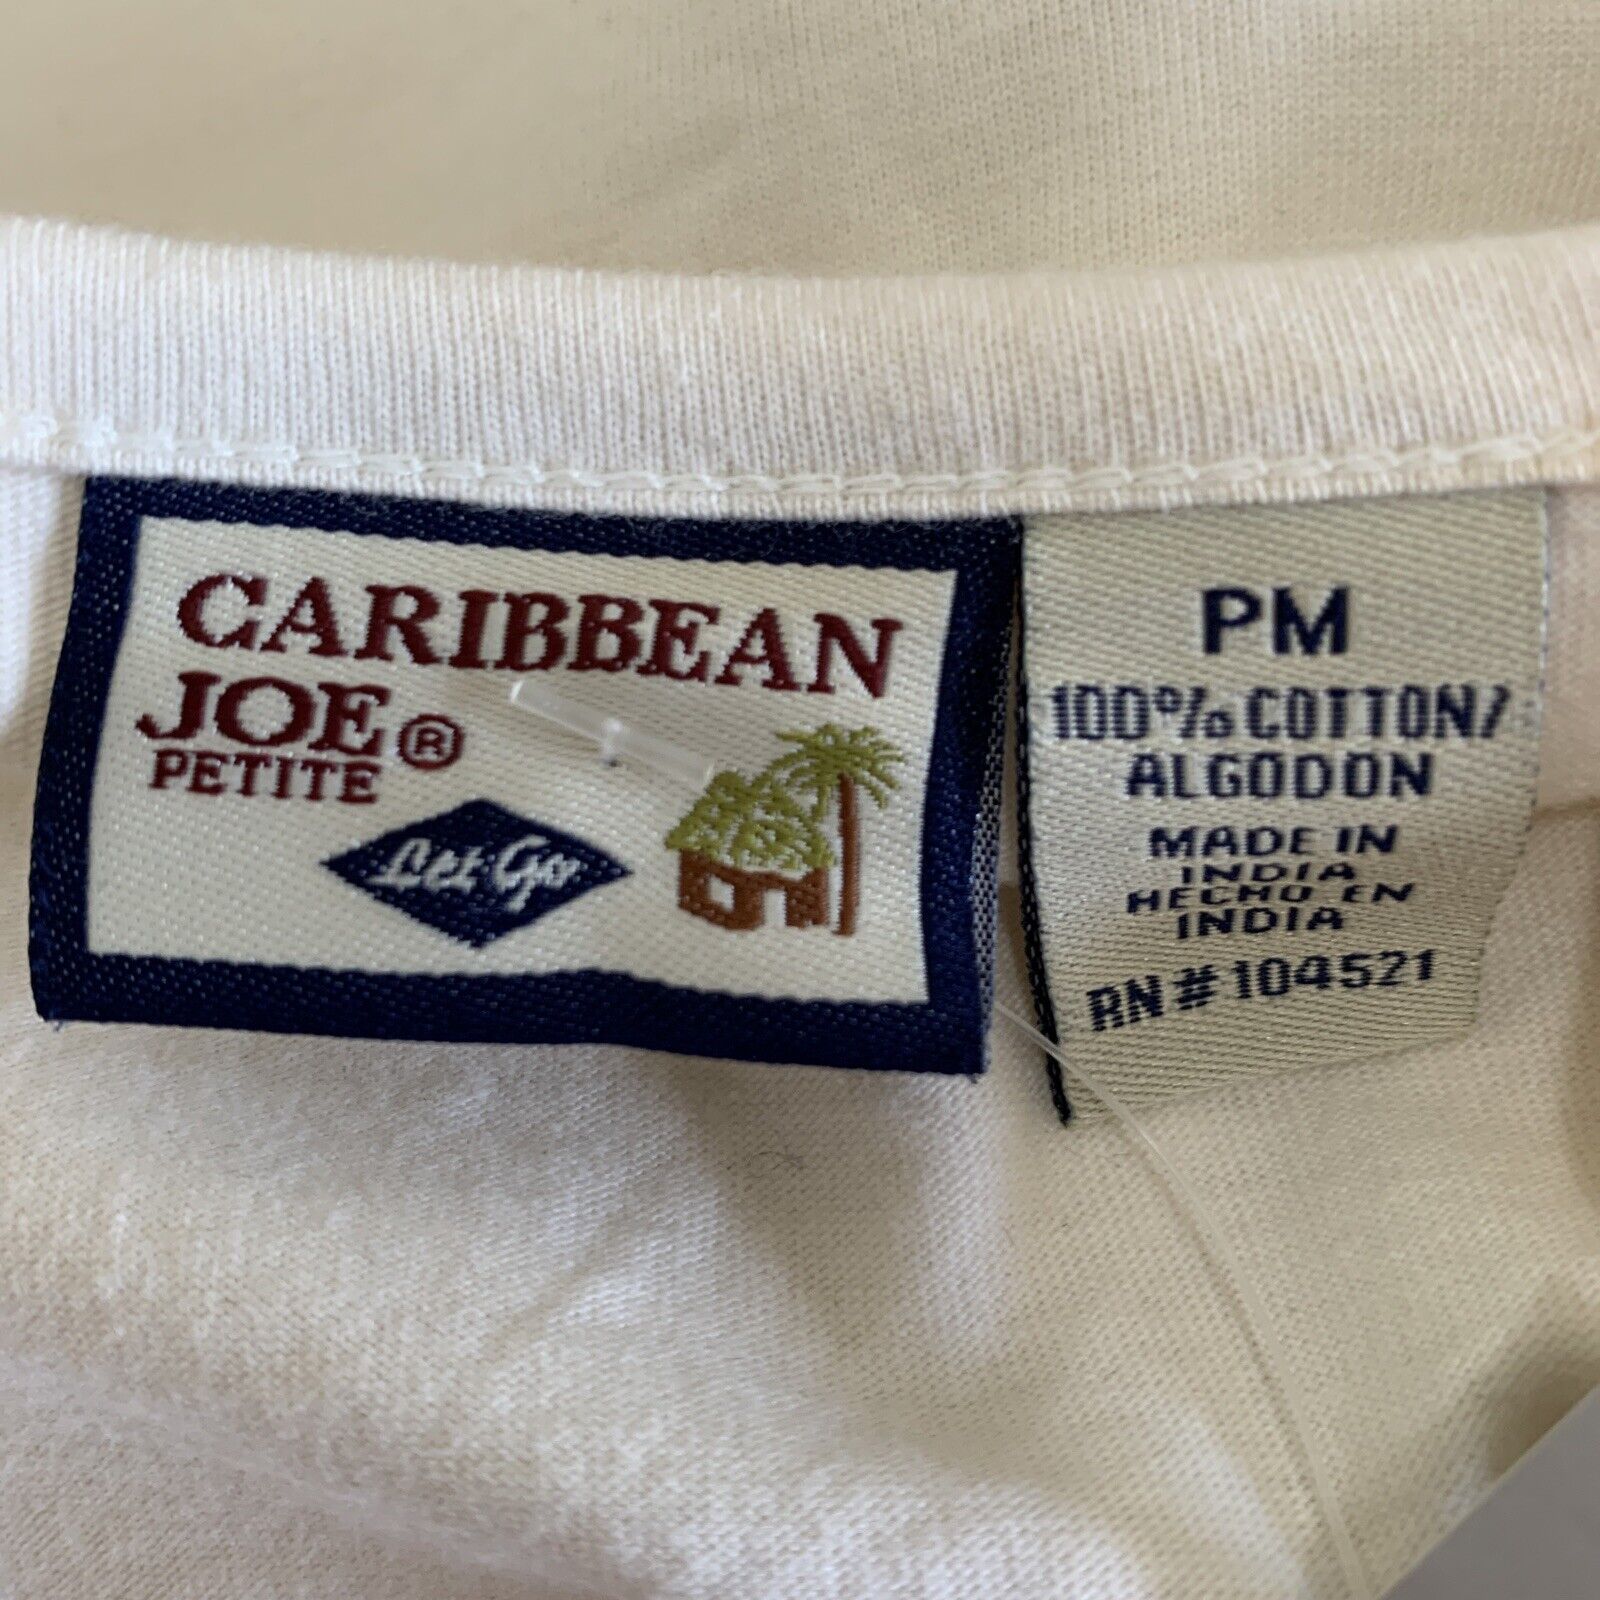 CARIBBEAN
JOE®
PETITE
Let·Go
PM
100% COTTON/
ALGODON
MADE IN
INDIA
HECHO EN
INDIA
RN#104521